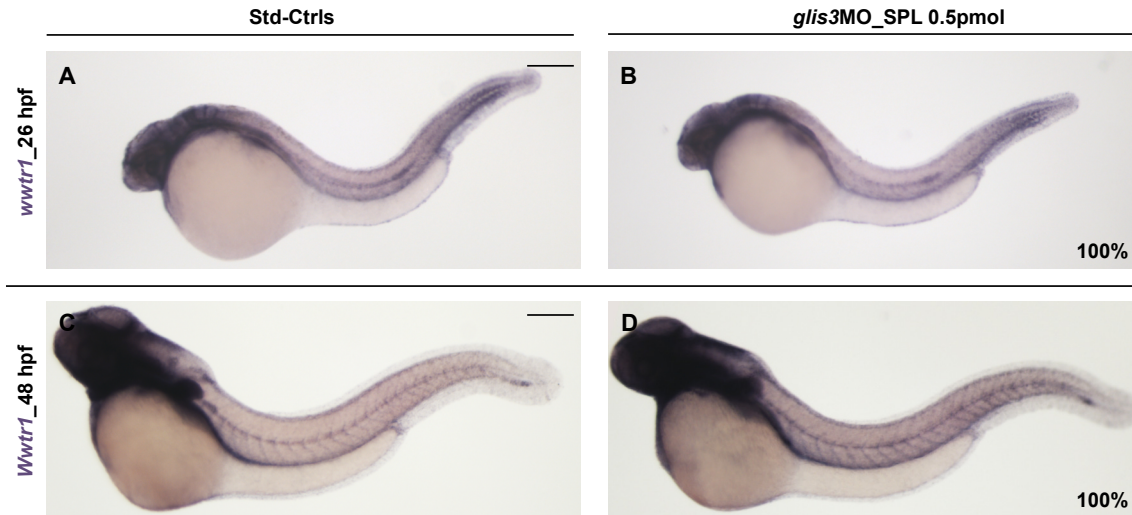 Std-Ctrls
glis3MO_SPL 0.5pmol
wwtr1_26 hpf
A
B
100%
Wwtr1_48 hpf
C
D
100%